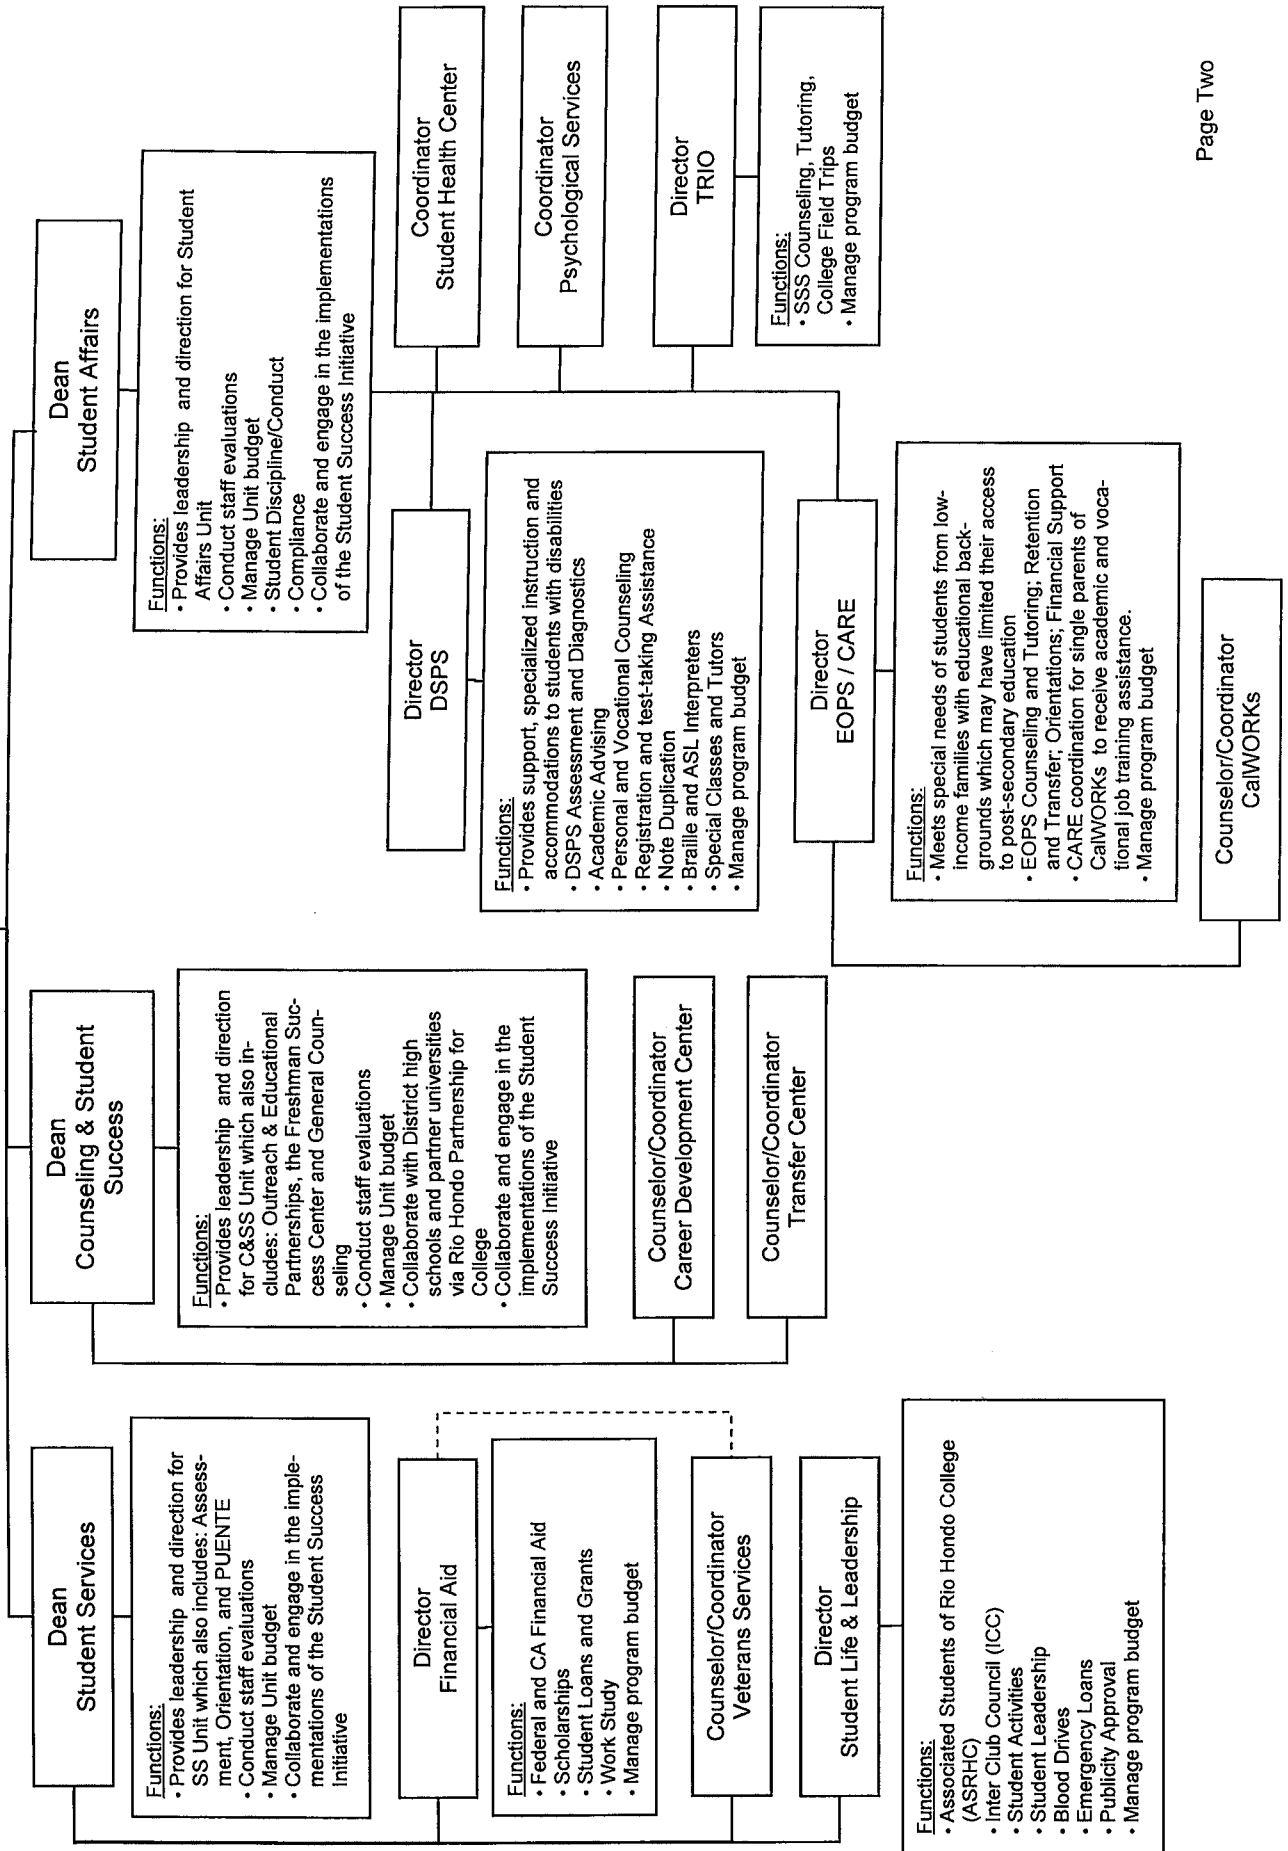 Dean
Student Services
Functions:
• Provides leadership and direction for
SS Unit which also includes: Assess-
ment, Orientation, and PUENTE
• Conduct staff evaluations
• Manage Unit budget
• Collaborate and engage in the imple-
mentations of the Student Success
Initiative
Director
Financial Aid
Functions:
• Federal and CA Financial Aid
• Scholarships
• Student Loans and Grants
• Work Study
• Manage program budget
Counselor/Coordinator
Veterans Services
Director
Student Life & Leadership
Functions:
• Associated Students of Rio Hondo College
(ASRHC)
• Inter Club Council (ICC)
• Student Activities
• Student Leadership
• Blood Drives
• Emergency Loans
• Publicity Approval
• Manage program budget
Dean
Counseling & Student
Success
Functions:
• Provides leadership and direction
for C&SS Unit which also in-
cludes: Outreach & Educational
Partnerships, the Freshman Suc-
cess Center and General Coun-
seling
• Conduct staff evaluations
• Manage Unit budget
• Collaborate with District high
schools and partner universities
via Rio Hondo Partnership for
College
• Collaborate and engage in the
implementations of the Student
Success Initiative
Counselor/Coordinator
Career Development Center
Counselor/Coordinator
Transfer Center
Dean
Student Affairs
Functions:
• Provides leadership and direction for Student
Affairs Unit
• Conduct staff evaluations
• Manage Unit budget
• Student Discipline/Conduct
• Compliance
• Collaborate and engage in the implementations
of the Student Success Initiative
Director
DSPS
Functions:
• Provides support, specialized instruction and
accommodations to students with disabilities
• DSPS Assessment and Diagnostics
• Academic Advising
• Personal and Vocational Counseling
• Registration and test-taking Assistance
• Note Duplication
• Braille and ASL Interpreters
• Special Classes and Tutors
• Manage program budget
Coordinator
Student Health Center
Coordinator
Psychological Services
Director
TRIO
Functions:
• SSS Counseling, Tutoring,
College Field Trips
• Manage program budget
Director
EOPS / CARE
Functions:
• Meets special needs of students from low-
income families with educational back-
grounds which may have limited their access
to post-secondary education
• EOPS Counseling and Tutoring; Retention
and Transfer; Orientations; Financial Support
• CARE coordination for single parents of
CalWORKs to receive academic and voca-
tional job training assistance.
• Manage program budget
Counselor/Coordinator
CalWORKs
Page Two